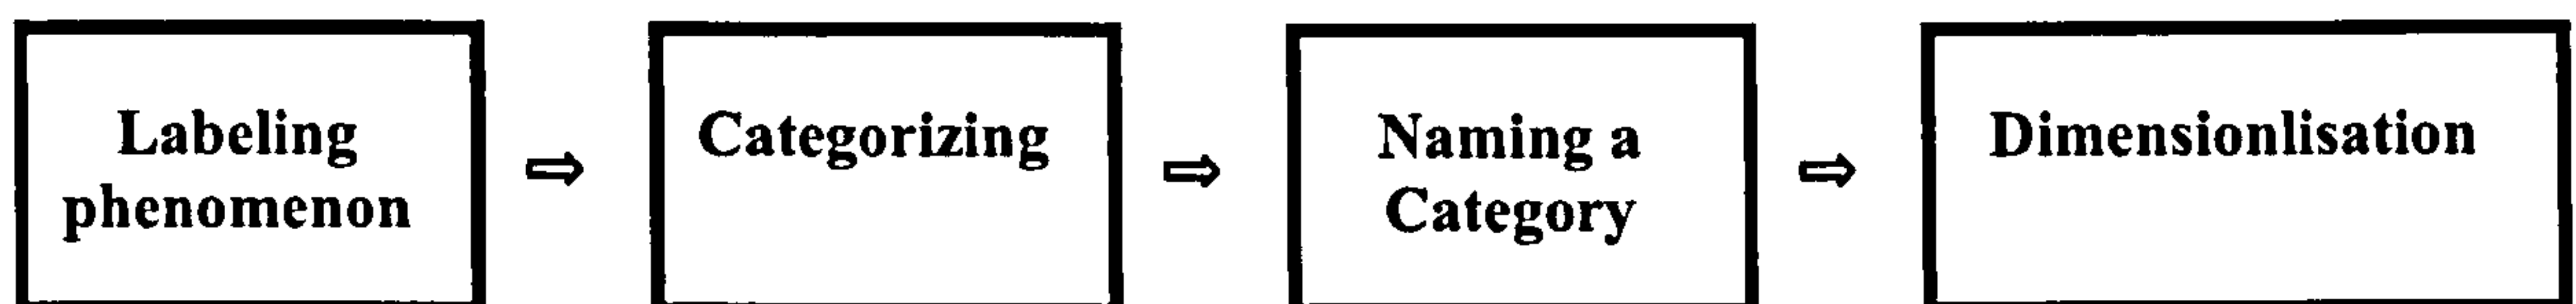 Labeling
phenomenon
Categorizing
Naming a
Category
Dimensionlisation